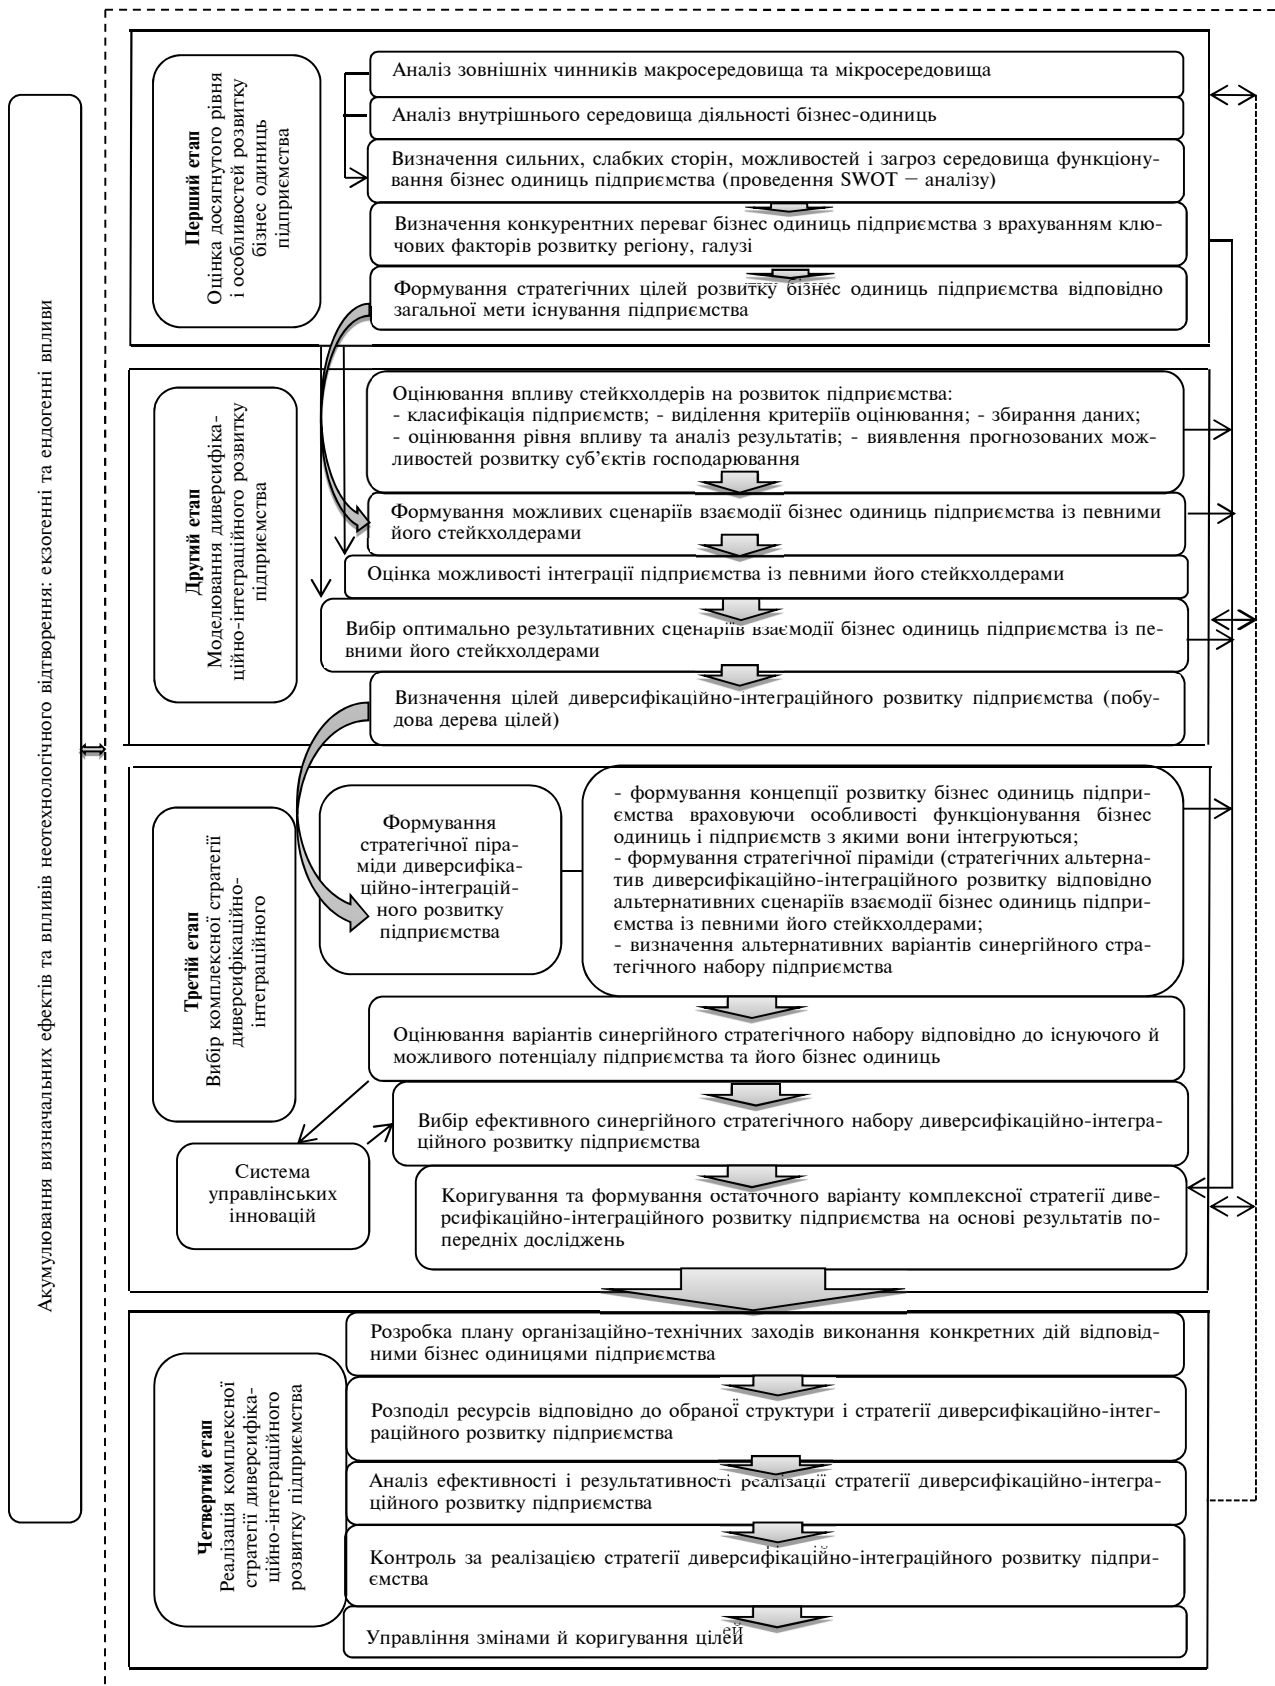 Акумулювання визначальних ефектів та впливів неотехнологічного відтворення: екзогенні та ендогенні впливи
Перший етап
Оцінка досягнутого рівня
і особливостей розвитку
бізнес одиниць
підприємства
Аналіз зовнішніх чинників макросередовища та мікросередовища
Аналіз внутрішнього середовища діяльності бізнес-одиниць
Визначення сильних, слабких сторін, можливостей і загроз середовища функціону-
вання бізнес одиниць підприємства (проведення SWOT – аналізу)
Визначення конкурентних переваг бізнес одиниць підприємства з врахуванням клю-
чових факторів розвитку регіону, галузі
Формування стратегічних цілей розвитку бізнес одиниць підприємства відповідно
загальної мети існування підприємства
Другий етап
Моделювання диверсифіка-
ційно-інтеграційного розвитку
підприємства
Оцінювання впливу стейкхолдерів на розвиток підприємства:
- класифікація підприємств; - виділення критеріїв оцінювання; - збирання даних;
- оцінювання рівня впливу та аналіз результатів; - виявлення прогнозованих мож-
ливостей розвитку суб’єктів господарювання
Формування можливих сценаріїв взаємодії бізнес одиниць підприємства із певними
його стейкхолдерами
Оцінка можливості інтеграції підприємства із певними його стейкхолдерами
Вибір оптимально результативних сценаріїв взаємодії бізнес одиниць підприємства із пе-
вними його стейкхолдерами
Визначення цілей диверсифікаційно-інтеграційного розвитку підприємства (побу-
дова дерева цілей)
Третій етап
Вибір комплексної стратегії
диверсифікаційно-
інтеграційного
Формування
стратегічної піра-
міди диверсифіка-
ційно-інтеграцій-
ного розвитку
підприємства
- формування концепції розвитку бізнес одиниць підпри-
ємства враховуючи особливості функціонування бізнес
одиниць і підприємств з якими вони інтегруються;
- формування стратегічної піраміди (стратегічних альтерна-
тив диверсифікаційно-інтеграційного розвитку відповідно
альтернативних сценаріїв взаємодії бізнес одиниць підпри-
ємства із певними його стейкхолдерами;
- визначення альтернативних варіантів синергійного стра-
тегічного набору підприємства
Оцінювання варіантів синергійного стратегічного набору відповідно до існуючого й
можливого потенціалу підприємства та його бізнес одиниць
Вибір ефективного синергійного стратегічного набору диверсифікаційно-інтегра-
ційного розвитку підприємства
Система
управлінських
інновацій
Коригування та формування остаточного варіанту комплексної стратегії диве-
рсифікаційно-інтеграційного розвитку підприємства на основі результатів по-
передніх досліджень
Четвертий етап
Реалізація комплексної
стратегії диверсифіка-
ційно-інтеграційного
розвитку підприємства
Розробка плану організаційно-технічних заходів виконання конкретних дій відповід-
ними бізнес одиницями підприємства
Розподіл ресурсів відповідно до обраної структури і стратегії диверсифікаційно-інтег-
раційного розвитку підприємства
Аналіз ефективності і результативності реалізації стратегії диверсифікаційно-інтегра-
ційного розвитку підприємства
Контроль за реалізацією стратегії диверсифікаційно-інтеграційного розвитку підпри-
ємства
Управління змінами й коригування цілей